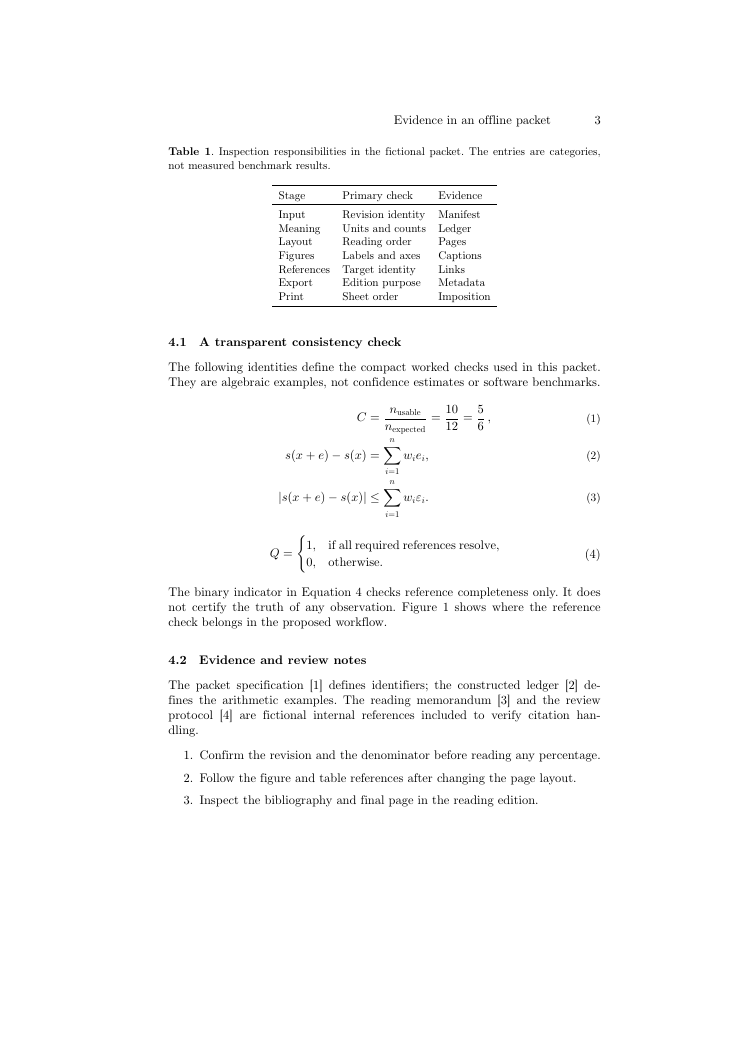 Evidence in an offline packet 3
Table 1. Inspection responsibilities in the fictional packet. The entries are categories,
not measured benchmark results.
Stage Primary check Evidence
Input Revision identity Manifest
Meaning Units and counts Ledger
Layout Reading order Pages
Figures Labels and axes Captions
References Target identity Links
Export Edition purpose Metadata
Print Sheet order Imposition
4.1 A transparent consistency check
The following identities define the compact worked checks used in this packet.
They are algebraic examples, not confidence estimates or software benchmarks.
C = n_usable / n_expected = 10/12 = 5/6 , (1)
s(x + e) − s(x) = ∑_{i=1}^{n} w_i e_i, (2)
|s(x + e) − s(x)| ≤ ∑_{i=1}^{n} w_i ε_i. (3)
Q = { 1, if all required references resolve,
0, otherwise. (4)
The binary indicator in Equation 4 checks reference completeness only. It does
not certify the truth of any observation. Figure 1 shows where the reference
check belongs in the proposed workflow.
4.2 Evidence and review notes
The packet specification [1] defines identifiers; the constructed ledger [2] de-
fines the arithmetic examples. The reading memorandum [3] and the review
protocol [4] are fictional internal references included to verify citation han-
dling.
1. Confirm the revision and the denominator before reading any percentage.
2. Follow the figure and table references after changing the page layout.
3. Inspect the bibliography and final page in the reading edition.